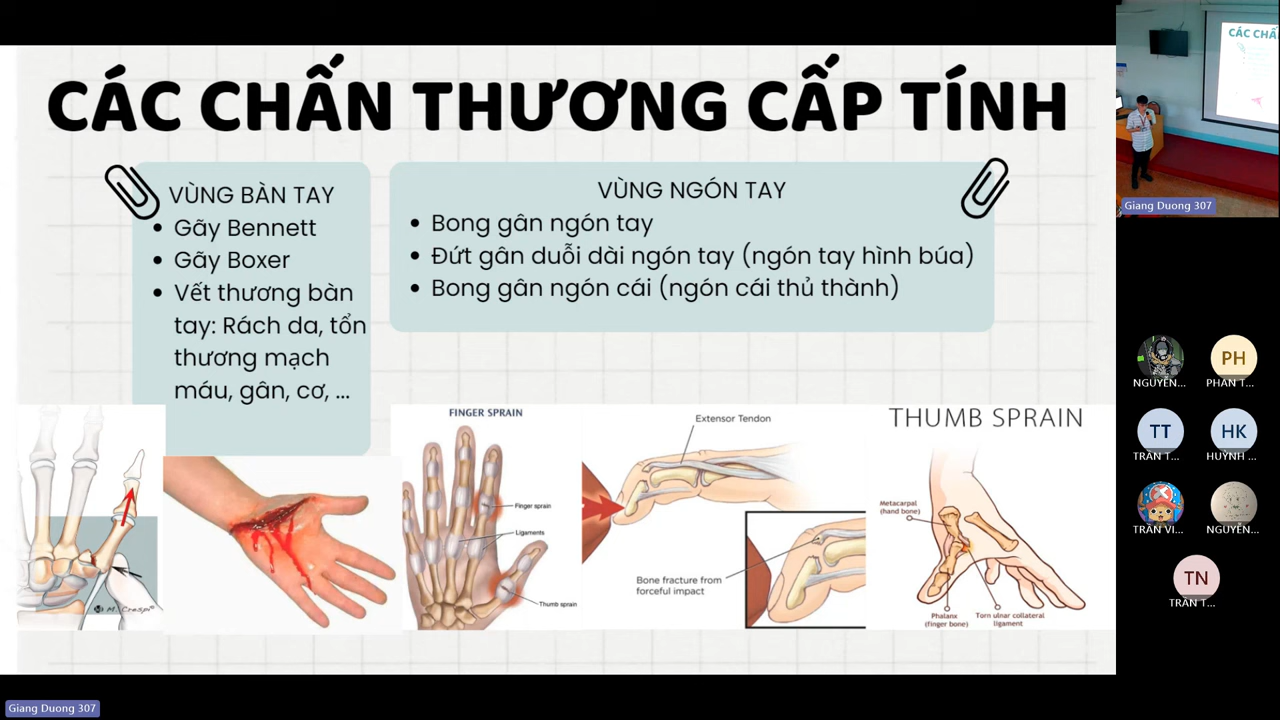 CÁC CHẤN THƯƠNG CẤP TÍNH
VÙNG BÀN TAY
• Gãy Bennett
• Gãy Boxer
• Vết thương bàn
tay: Rách da, tổn
thương mạch
máu, gân, cơ, ...
VÙNG NGÓN TAY
• Bong gân ngón tay
• Đứt gân duỗi dài ngón tay (ngón tay hình búa)
• Bong gân ngón cái (ngón cái thủ thành)
FINGER SPRAIN
Finger sprain
Ligaments
Thumb sprain
Extensor Tendon
Bone fracture from
forceful impact
THUMB SPRAIN
Metacarpal
(hand bone)
Phalanx
(finger bone)
Torn ulnar collateral
ligament
CÁC CHẤ
Giang Duong 307
NGUYỄN...
PH
PHAN T...
TT
TRẦN T...
HK
HUỲNH ...
TRẦN VI...
NGUYỄN...
TN
TRẦN T...
Giang Duong 307